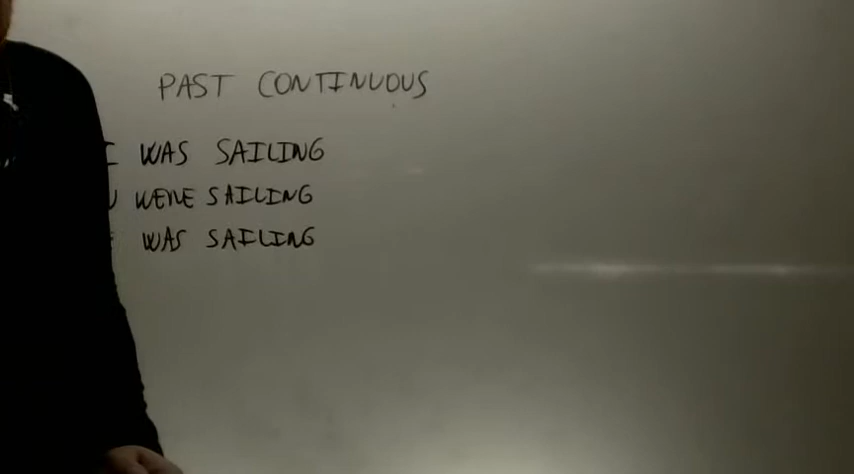 PAST CONTINUOUS
I WAS SAILING
WERE SAILING
WAS SAILING